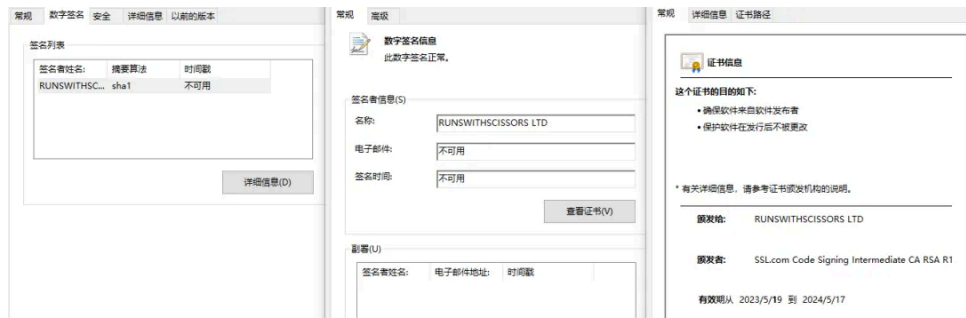 常规 数字签名 安全 详细信息 以前的版本
签名列表
签名者姓名: 摘要算法 时间戳
RUNSWITHSC... sha1 不可用
详细信息(D)
常规 高级
数字签名信息
此数字签名正常。
签名者信息(S)
名称: RUNSWITHSCISSORS LTD
电子邮件: 不可用
签名时间: 不可用
查看证书(V)
副署(U)
签名者姓名: 电子邮件地址: 时间戳
常规 详细信息 证书路径
证书信息
这个证书的目的如下:
• 确保软件来自软件发布者
• 保护软件在发行后不被更改
* 有关详细信息，请参考证书颁发机构的说明。
颁发给: RUNSWITHSCISSORS LTD
颁发者: SSL.com Code Signing Intermediate CA RSA R1
有效期从 2023/5/19 到 2024/5/17